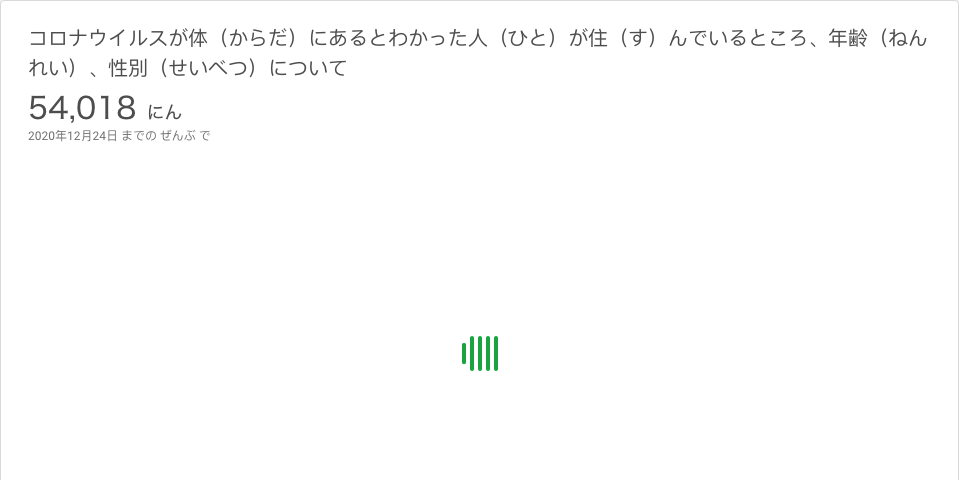 コロナウイルスが体（からだ）にあるとわかった人（ひと）が住（す）んでいるところ、年齢（ねん
れい）、性別（せいべつ）について
54,018 にん
2020年12月24日 までの ぜんぶ で